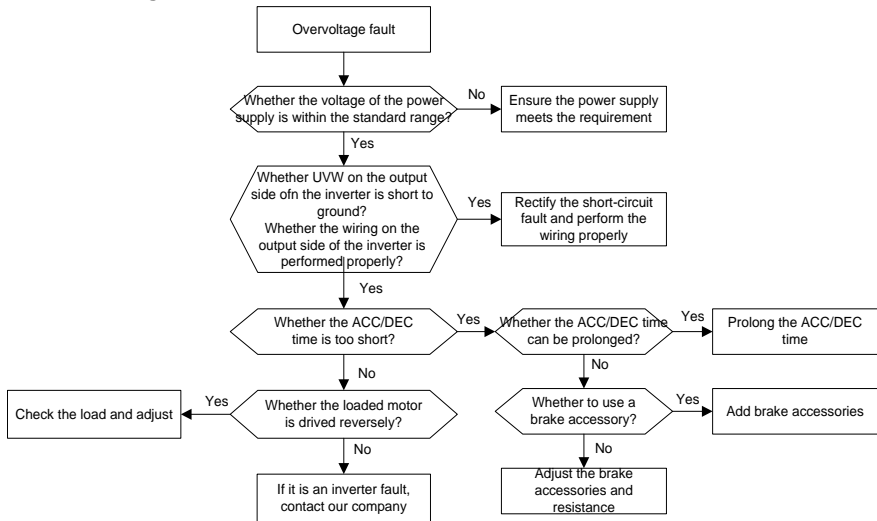 Overvoltage fault
Whether the voltage of the power
supply is within the standard range?
No
Ensure the power supply
meets the requirement
Yes
Whether UVW on the output
side ofn the inverter is short to
ground?
Whether the wiring on the
output side of the inverter is
performed properly?
Yes
Rectify the short-circuit
fault and perform the
wiring properly
Yes
Whether the ACC/DEC
time is too short?
Yes
Whether the ACC/DEC time
can be prolonged?
Yes
Prolong the ACC/DEC
time
No
No
Check the load and adjust
Yes
Whether the loaded motor
is drived reversely?
Whether to use a
brake accessory?
Yes
Add brake accessories
No
No
If it is an inverter fault,
contact our company
Adjust the brake
accessories and
resistance